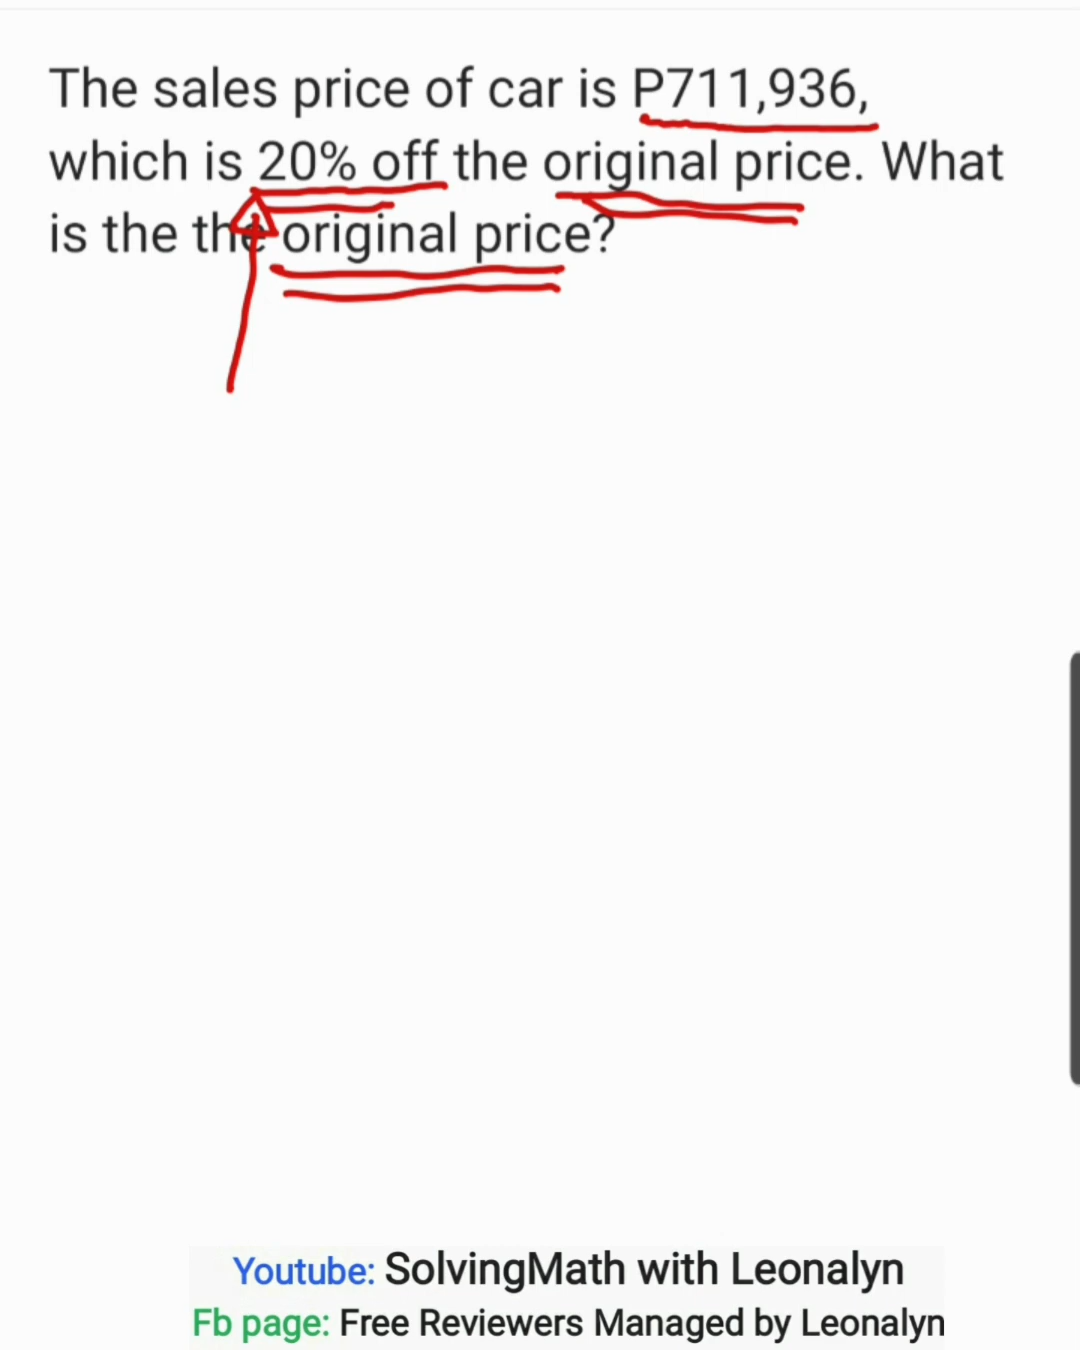 The sales price of car is P711,936,
which is 20% off the original price. What
is the the original price?
Youtube: SolvingMath with Leonalyn
Fb page: Free Reviewers Managed by Leonalyn